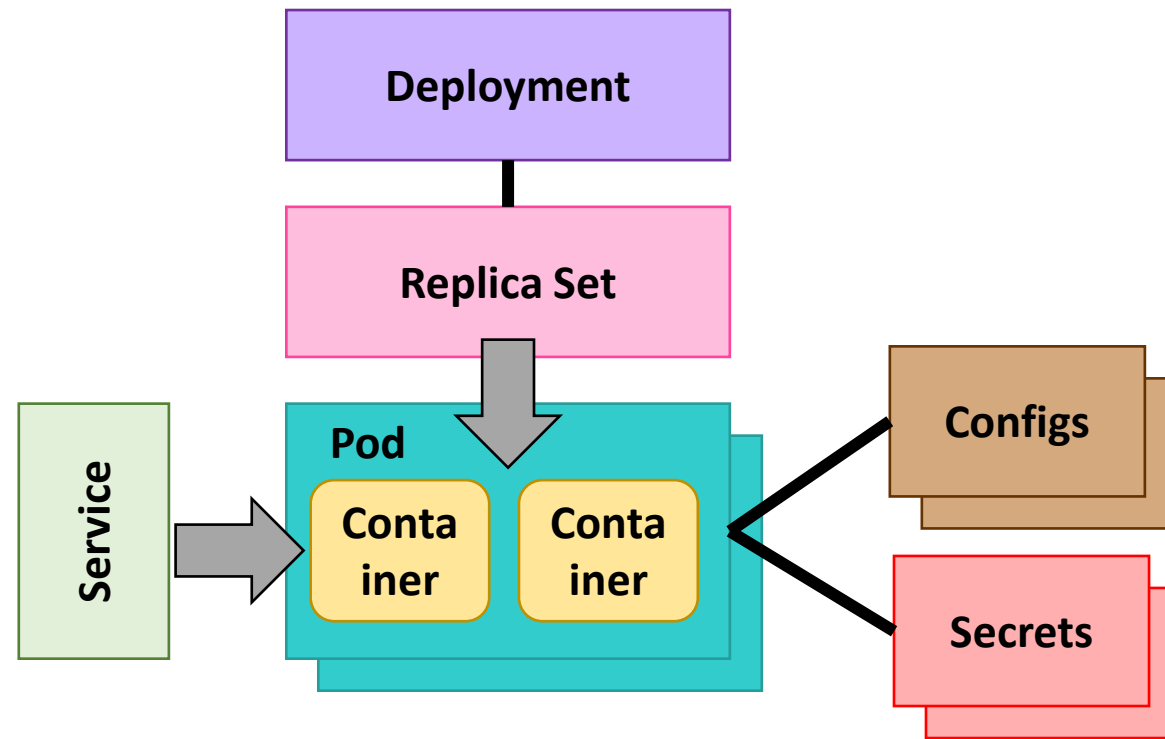 Deployment
Replica Set
Pod
Conta
iner
Conta
iner
Service
Configs
Secrets